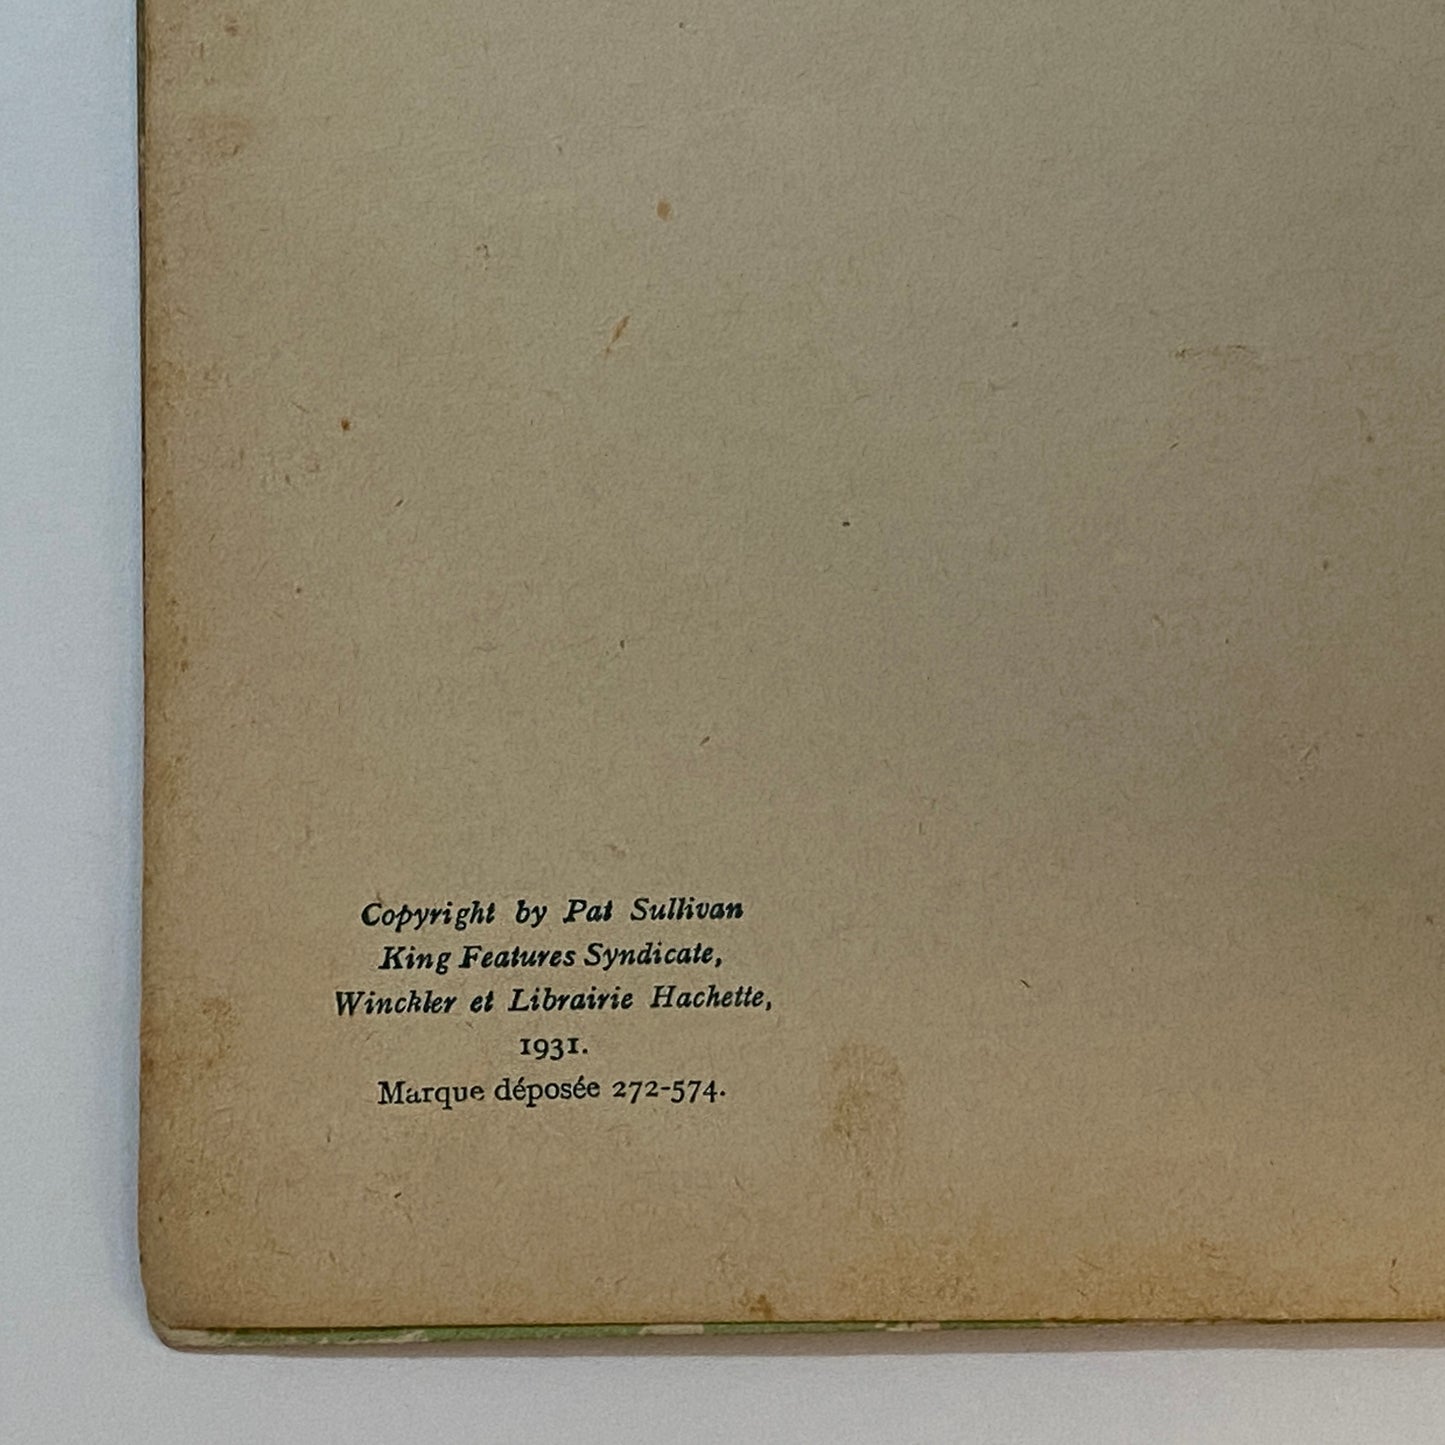 Copyright by Pat Sullivan
King Features Syndicate,
Winckler et Librairie Hachette,
1931.
Marque déposée 272-574.